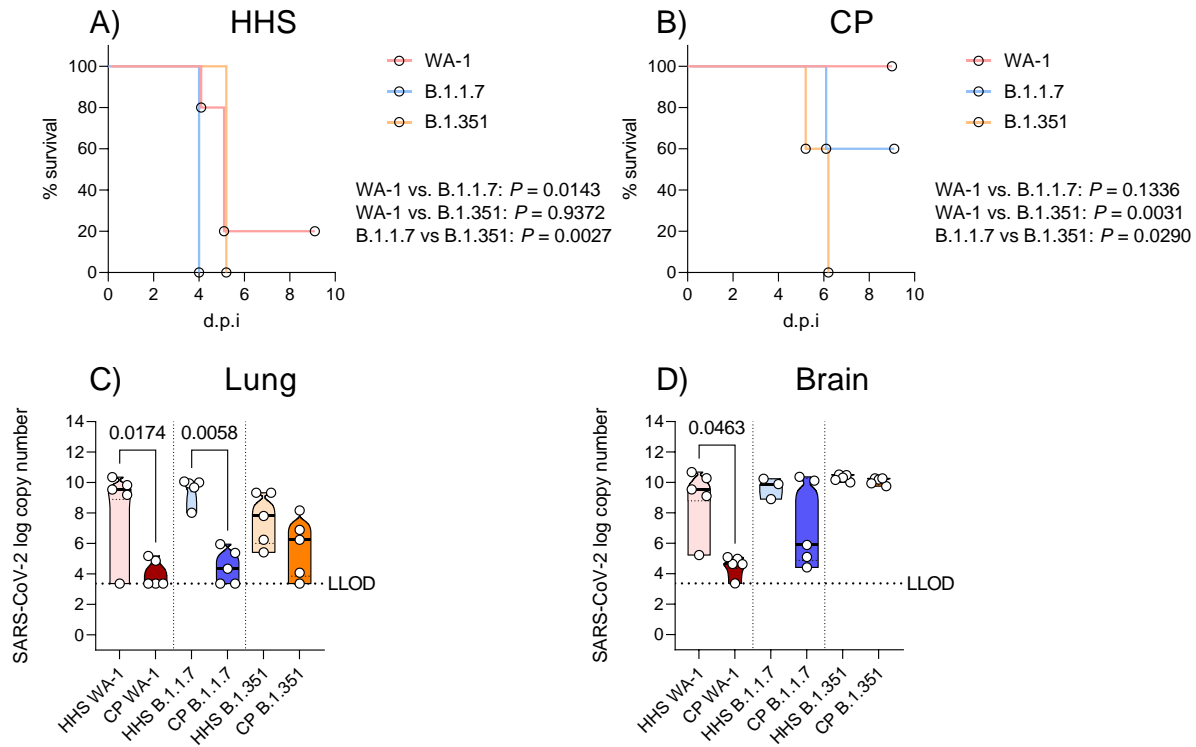 A) HHS
% survival
100
80
60
40
20
0
0 2 4 6 8 10
d.p.i
WA-1
B.1.1.7
B.1.351
WA-1 vs. B.1.1.7: P = 0.0143
WA-1 vs. B.1.351: P = 0.9372
B.1.1.7 vs B.1.351: P = 0.0027
B) CP
% survival
100
80
60
40
20
0
0 2 4 6 8 10
d.p.i
WA-1
B.1.1.7
B.1.351
WA-1 vs. B.1.1.7: P = 0.1336
WA-1 vs. B.1.351: P = 0.0031
B.1.1.7 vs B.1.351: P = 0.0290
C) Lung
SARS-CoV-2 log copy number
14
12
10
8
6
4
2
0
0.0174 0.0058
LLOD
HHS WA-1
CP WA-1
HHS B.1.1.7
CP B.1.1.7
HHS B.1.351
CP B.1.351
D) Brain
SARS-CoV-2 log copy number
14
12
10
8
6
4
2
0
0.0463
LLOD
HHS WA-1
CP WA-1
HHS B.1.1.7
CP B.1.1.7
HHS B.1.351
CP B.1.351